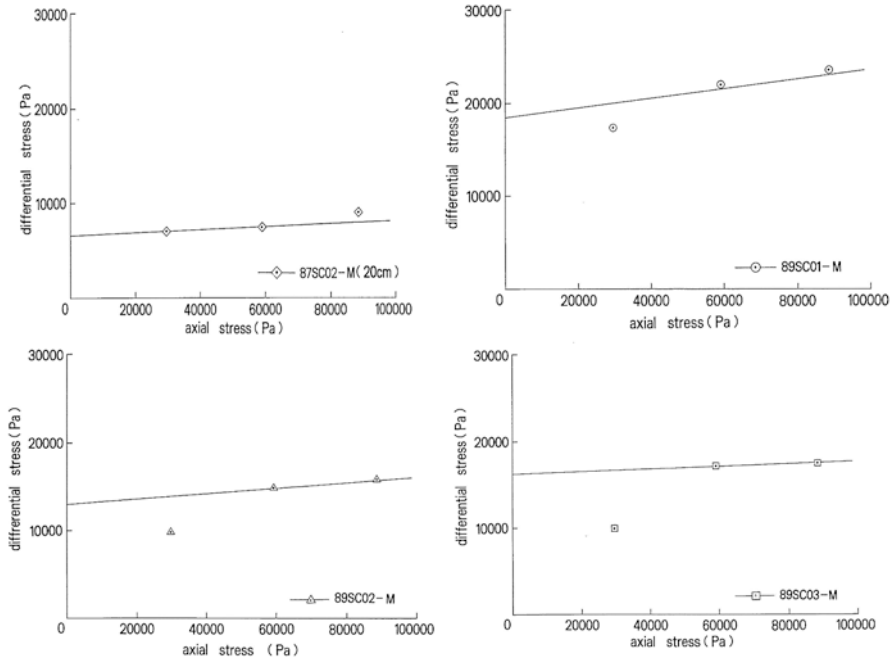 30000
20000
10000
0
differential stress (Pa)
0 20000 40000 60000 80000 100000
axial stress (Pa)
87SC02-M (20cm)
30000
20000
10000
0
differential stress (Pa)
0 20000 40000 60000 80000 100000
axial stress (Pa)
89SC01-M
30000
20000
10000
0
diffrerential stress (Pa)
0 20000 40000 60000 80000 100000
axial stress (Pa)
89SC02-M
30000
20000
10000
0
differential stress (Pa)
0 20000 40000 60000 80000 100000
axial stress (Pa)
89SC03-M